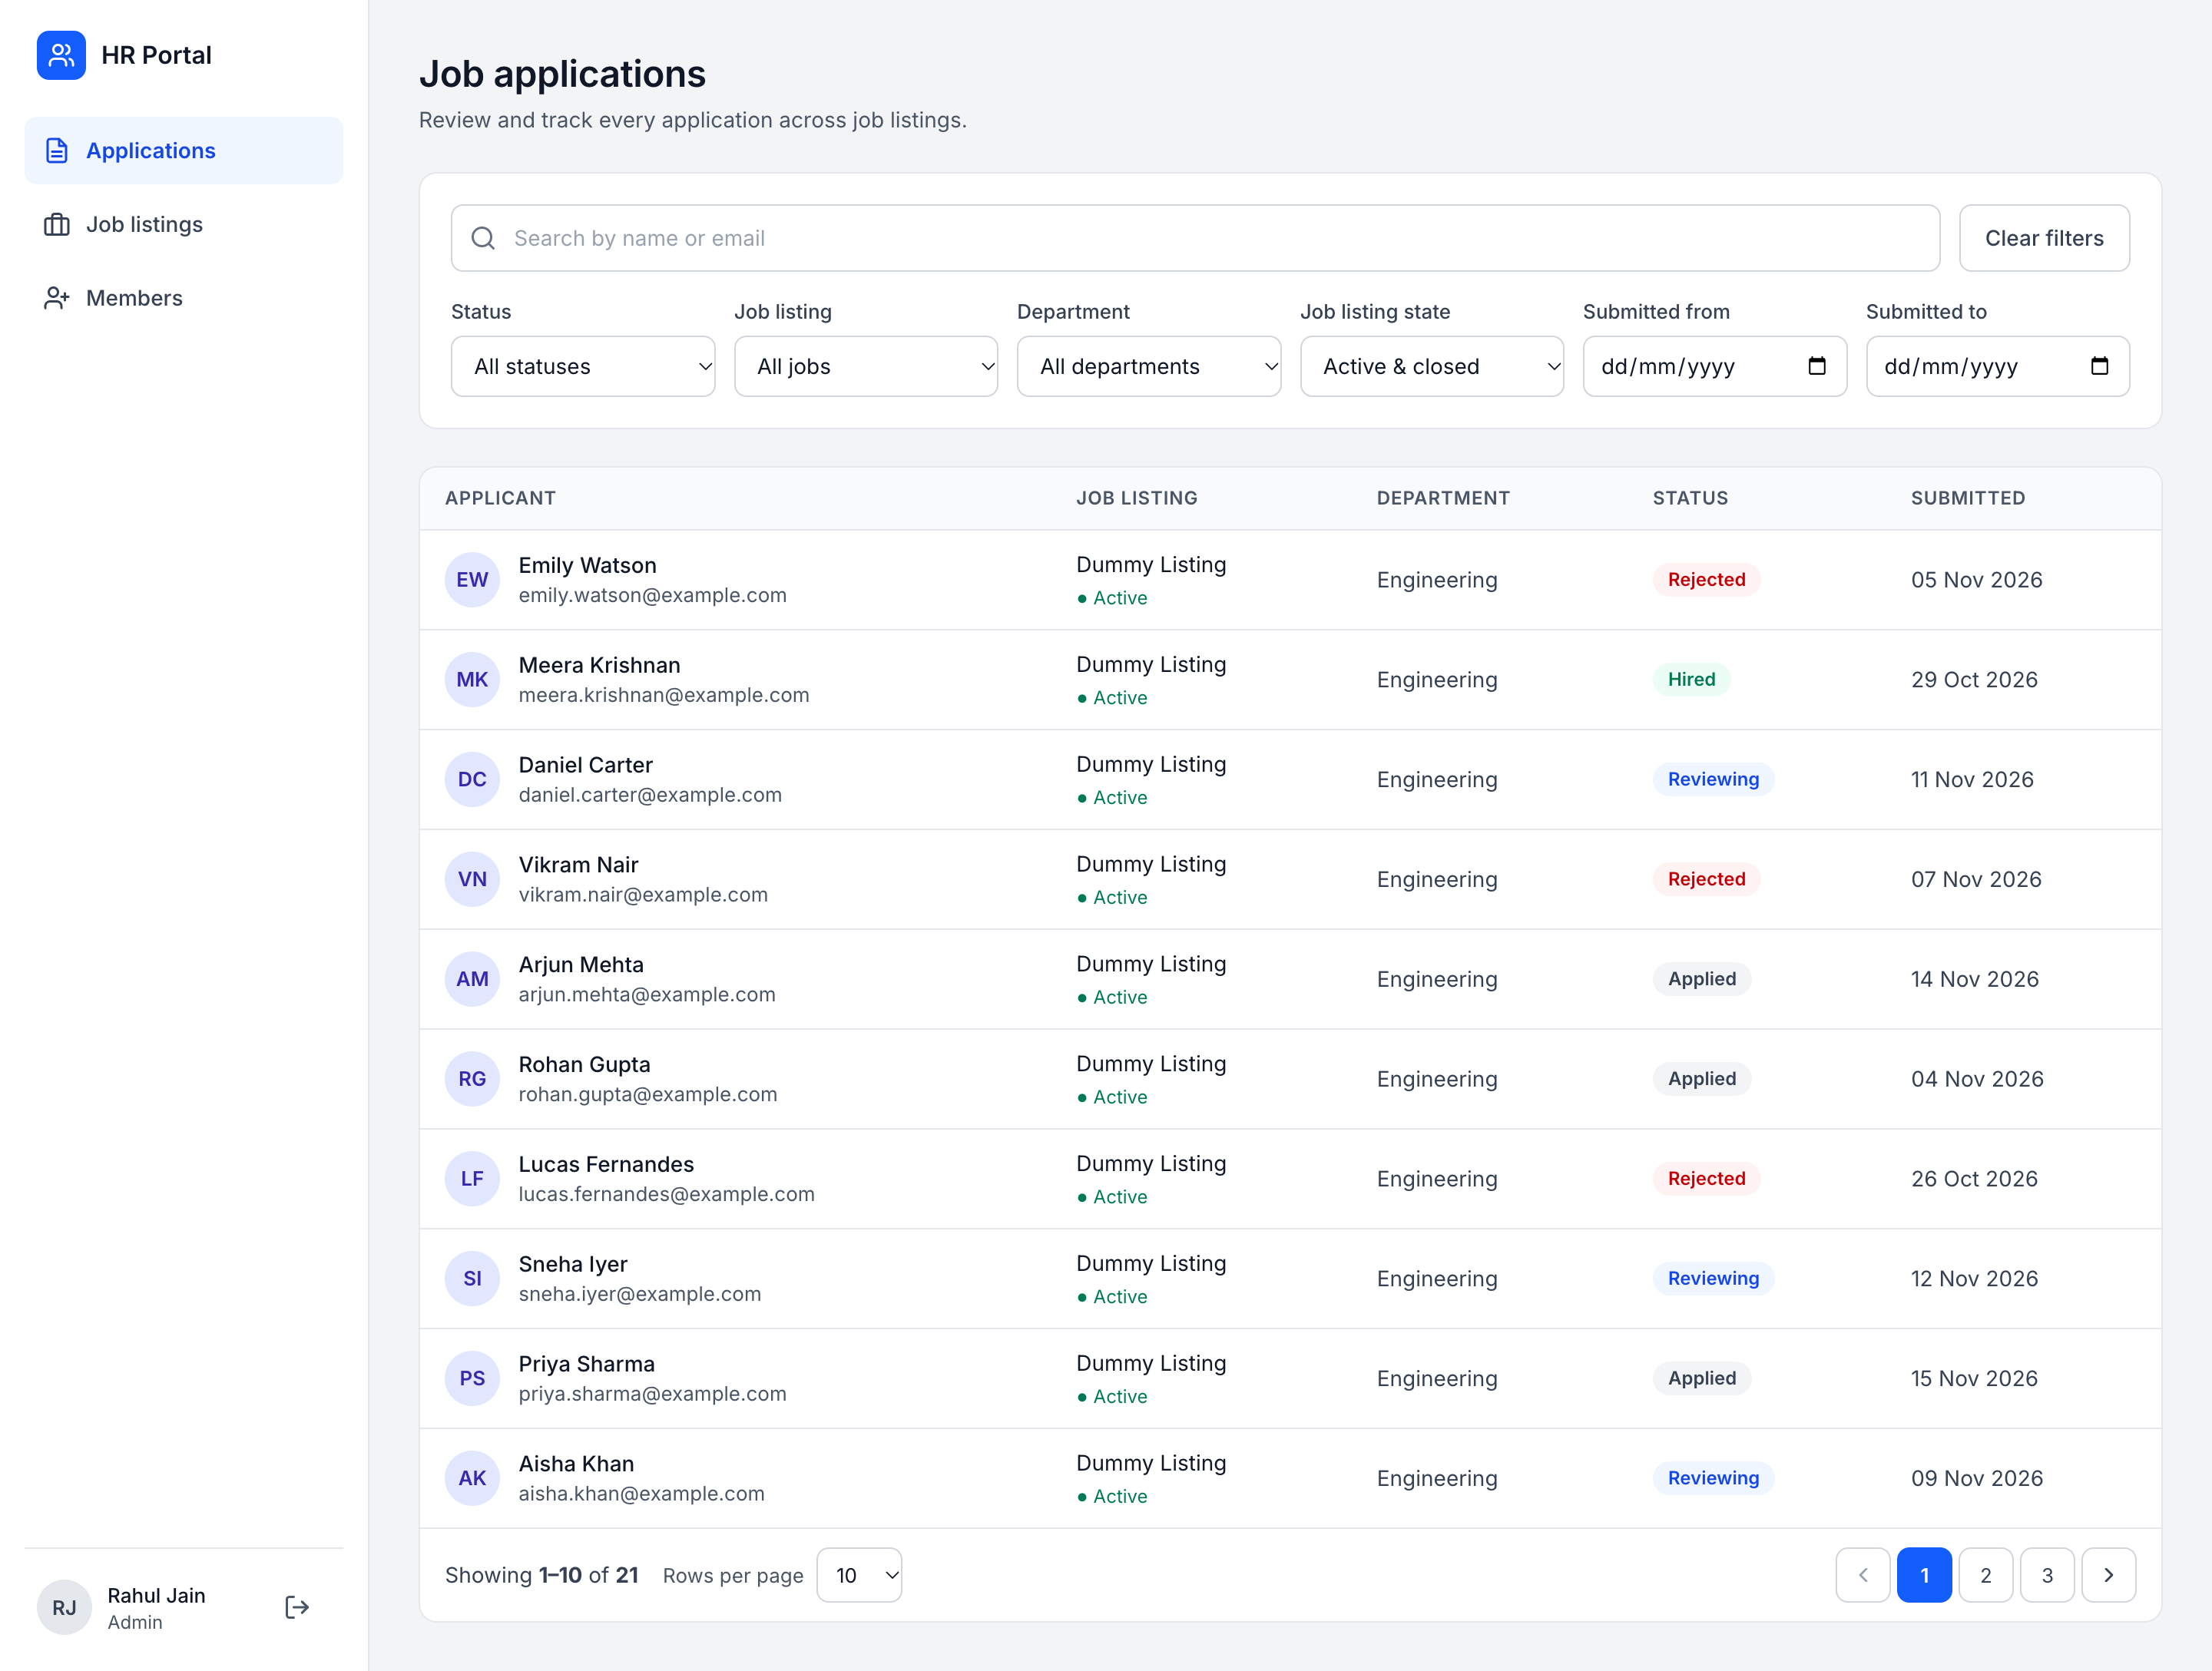 HR Portal
Applications
Job listings
Members
Job applications
Review and track every application across job listings.
Search by name or email
Clear filters
Status Job listing Department Job listing state Submitted from Submitted to
All statuses All jobs All departments Active & closed dd/mm/yyyy dd/mm/yyyy
APPLICANT JOB LISTING DEPARTMENT STATUS SUBMITTED
EW Emily Watson Dummy Listing Engineering Rejected 05 Nov 2026
emily.watson@example.com Active
MK Meera Krishnan Dummy Listing Engineering Hired 29 Oct 2026
meera.krishnan@example.com Active
DC Daniel Carter Dummy Listing Engineering Reviewing 11 Nov 2026
daniel.carter@example.com Active
VN Vikram Nair Dummy Listing Engineering Rejected 07 Nov 2026
vikram.nair@example.com Active
AM Arjun Mehta Dummy Listing Engineering Applied 14 Nov 2026
arjun.mehta@example.com Active
RG Rohan Gupta Dummy Listing Engineering Applied 04 Nov 2026
rohan.gupta@example.com Active
LF Lucas Fernandes Dummy Listing Engineering Rejected 26 Oct 2026
lucas.fernandes@example.com Active
SI Sneha Iyer Dummy Listing Engineering Reviewing 12 Nov 2026
sneha.iyer@example.com Active
PS Priya Sharma Dummy Listing Engineering Applied 15 Nov 2026
priya.sharma@example.com Active
AK Aisha Khan Dummy Listing Engineering Reviewing 09 Nov 2026
aisha.khan@example.com Active
Showing 1–10 of 21 Rows per page 10 1 2 3
RJ Rahul Jain
Admin